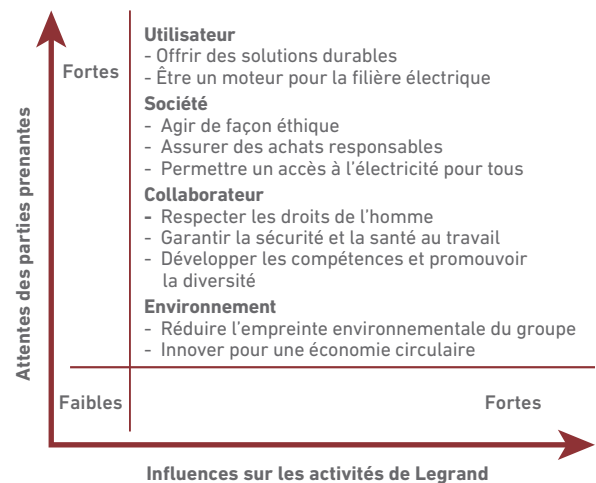 Attentes des parties prenantes
Fortes
Utilisateur
- Offrir des solutions durables
- Être un moteur pour la filière électrique
Société
- Agir de façon éthique
- Assurer des achats responsables
- Permettre un accès à l'électricité pour tous
Collaborateur
- Respecter les droits de l'homme
- Garantir la sécurité et la santé au travail
- Développer les compétences et promouvoir
la diversité
Environnement
- Réduire l'empreinte environnementale du groupe
- Innover pour une économie circulaire
Faibles
Fortes
Influences sur les activités de Legrand